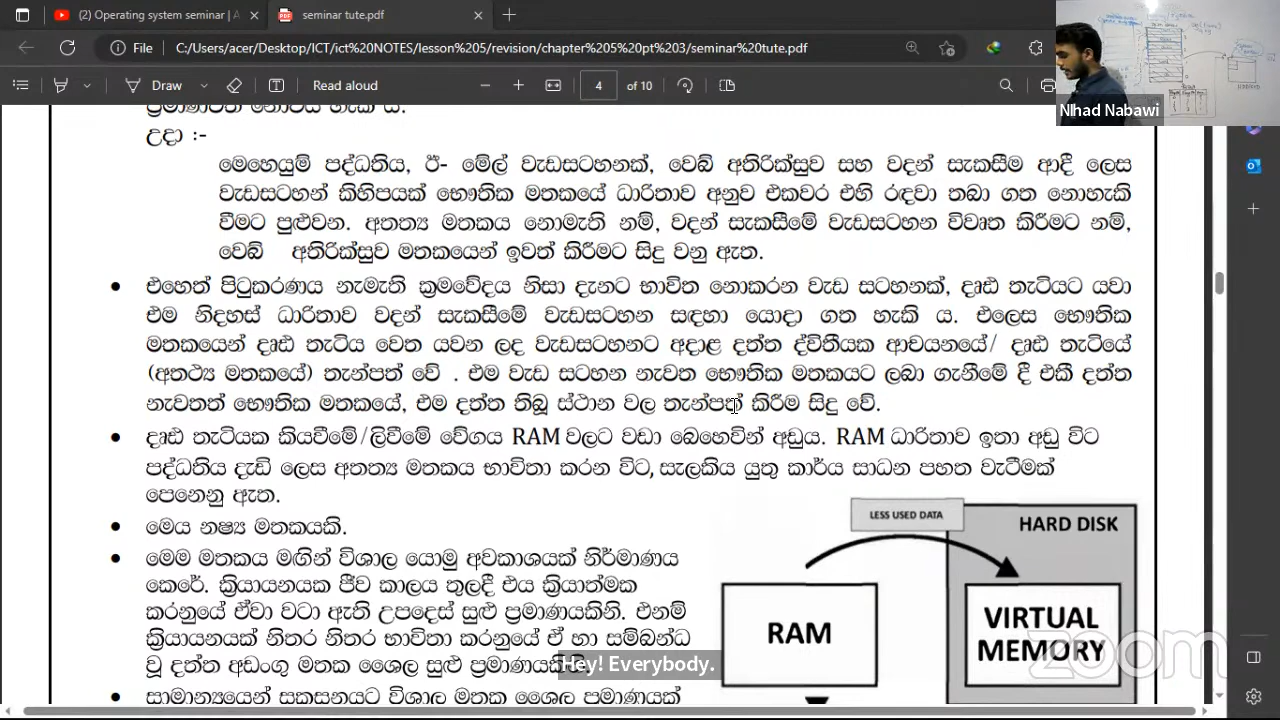 (2) Operating system seminar | A
seminar tute.pdf
File
C:/Users/acer/Desktop/ICT/ict%20NOTES/lesson%20
/revision,%20chapter%205%20pt%203/seminar%20tute.pdf
Draw
Read aloud
4
of 10
NIhad Nabawi
උදා :-
මෙහෙයුම් පද්ධතිය, ඊ- මේල් වැඩසටහනක්, වෙබ් අතිරික්සුව සහ වදන් සැකසීම ආදී ලෙස
වැඩසටහන් කිහිපයක් භෞතික මතකයේ ධාරිතාව අනුව එකවර එහි රඳවා තබා ගත නොහැකි
වීමට පුළුවන. අතත්‍ය මතකය නොමැති නම්, වදන් සැකසීමේ වැඩසටහන විවෘත කිරීමට නම්,
වෙබ් අතිරික්සුව මතකයෙන් ඉවත් කිරීමට සිදු වනු ඇත.
• එහෙත් පිටුකරණය නැමැති ක්‍රමවේදය නිසා දැනට භාවිත නොකරන වැඩ සටහනක්, දෘඪ තැටියට යවා
එම නිදහස් ධාරිතාව වදන් සැකසීමේ වැඩසටහන සඳහා යොදා ගත හැකි ය. එලෙස භෞතික
මතකයෙන් දෘඪ තැටිය වෙත යවන ලද වැඩසටහනට අදාළ දත්ත ද්විතීයක ආචයනයේ/ දෘඪ තැටියේ
(අතථ්‍ය මතකයේ) තැන්පත් වේ . එම වැඩ සටහන නැවත භෞතික මතකයට ලබා ගැනීමේ දී එකී දත්ත
නැවතත් භෞතික මතකයේ, එම දත්ත තිබූ ස්ථාන වල තැන්පත් කිරීම සිදු වේ.
• දෘඪ තැටියක කියවීමේ/ලිවීමේ වේගය RAM වලට වඩා බෙහෙවින් අඩුය. RAM ධාරිතාව ඉතා අඩු විට
පද්ධතිය දැඩි ලෙස අතත්‍ය මතකය භාවිතා කරන විට, සැලකිය යුතු කාර්ය සාධන පහත වැටීමක්
පෙනෙනු ඇත.
• මෙය නෂ්‍ය මතකයකි.
• මෙම මතකය මඟින් විශාල යොමු අවකාශයක් නිර්මාණය
කෙරේ. ක්‍රියායනයක ජීව කාලය තුලදී එය ක්‍රියාත්මක
කරනුයේ ඒවා වටා ඇති උපදෙස් සුළු ප්‍රමාණයකිනි. එනම්
ක්‍රියායනයක් නිතර නිතර භාවිතා කරනුයේ ඒ හා සම්බන්ධ
වූ දත්ත අඩංගු මතක ශෛල සුළු ප්‍රමාණයකි
• සාමාන්‍යයෙන් සකසනයට විශාල මතක ශෛල ප්‍රමාණයක්
LESS USED DATA
HARD DISK
RAM
VIRTUAL
MEMORY
zoom
Hey! Everybody.